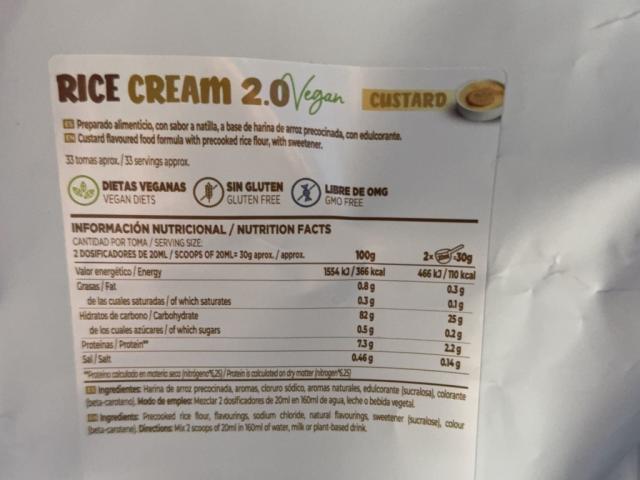 RICE CREAM 2.0 Vegan CUSTARD
ES Preparado alimenticio, con sabor a natilla, a base de harina de arroz precocinada, con edulcorante.
EN Custard flavoured food formula with precooked rice flour, with sweetener.
33 tomas aprox. / 33 servings approx.
DIETAS VEGANAS SIN GLUTEN LIBRE DE OMG
VEGAN DIETS GLUTEN FREE GMO FREE
INFORMACIÓN NUTRICIONAL / NUTRITION FACTS
CANTIDAD POR TOMA / SERVING SIZE:
2 DOSIFICADORES DE 20ML / SCOOPS OF 20ML= 30g aprox. / approx. 100g 2x 20ml =30g
Valor energético / Energy 1554 kJ / 366 kcal 466 kJ / 110 kcal
Grasas / Fat 0.8 g 0.3 g
de las cuales saturadas / of which saturates 0.3 g 0.1 g
Hidratos de carbono / Carbohydrate 82 g 25 g
de los cuales azúcares / of which sugars 0.5 g 0.2 g
Proteínas / Protein** 7.3 g 2.2 g
Sal / Salt 0.46 g 0.14 g
**Proteína calculada en materia seca (nitrógeno*6,25) / Protein is calculated on dry matter (nitrogen*6.25)
ES Ingredientes: Harina de arroz precocinada, aromas, cloruro sódico, aromas naturales, edulcorante (sucralosa), colorante
(beta-caroteno). Modo de empleo: Mezclar 2 dosificadores de 20ml en 160ml de agua, leche o bebida vegetal.
EN Ingredients: Precooked rice flour, flavourings, sodium chloride, natural flavourings, sweetener (sucralose), colour
(beta-carotene). Directions: Mix 2 scoops of 20ml in 160ml of water, milk or plant-based drink.